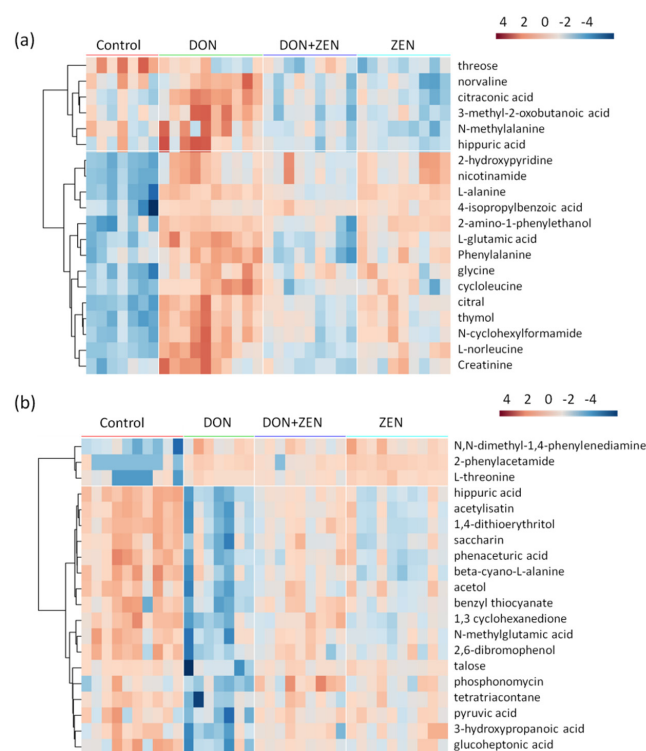 (a)
4 2 0 -2 -4
Control DON DON+ZEN ZEN
threose
norvaline
citraconic acid
3-methyl-2-oxobutanoic acid
N-methylalanine
hippuric acid
2-hydroxypyridine
nicotinamide
L-alanine
4-isopropylbenzoic acid
2-amino-1-phenylethanol
L-glutamic acid
Phenylalanine
glycine
cycloleucine
citral
thymol
N-cyclohexylformamide
L-norleucine
Creatinine
(b)
4 2 0 -2 -4
Control DON DON+ZEN ZEN
N,N-dimethyl-1,4-phenylenediamine
2-phenylacetamide
L-threonine
hippuric acid
acetylisatin
1,4-dithioerythritol
saccharin
phenaceturic acid
beta-cyano-L-alanine
acetol
benzyl thiocyanate
1,3 cyclohexanedione
N-methylglutamic acid
2,6-dibromophenol
talose
phosphonomycin
tetratriacontane
pyruvic acid
3-hydroxypropanoic acid
glucoheptonic acid